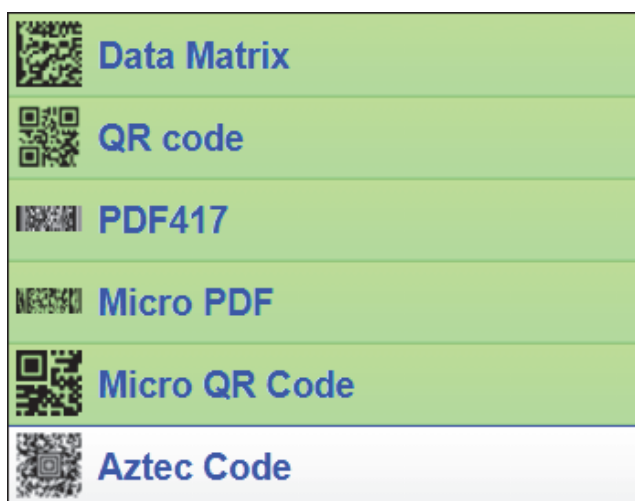 Data Matrix
QR code
PDF417
Micro PDF
Micro QR Code
Aztec Code